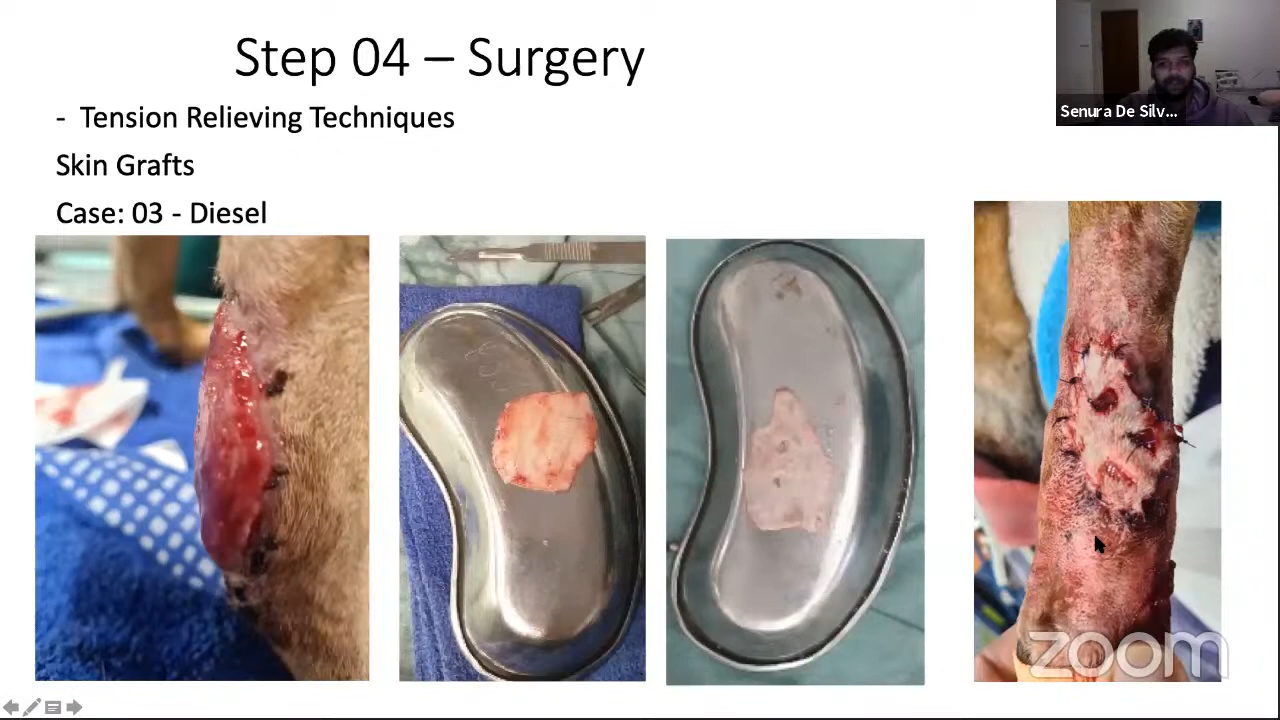 Step 04 – Surgery
Senura De Silv...
- Tension Relieving Techniques
Skin Grafts
Case: 03 - Diesel
zoom